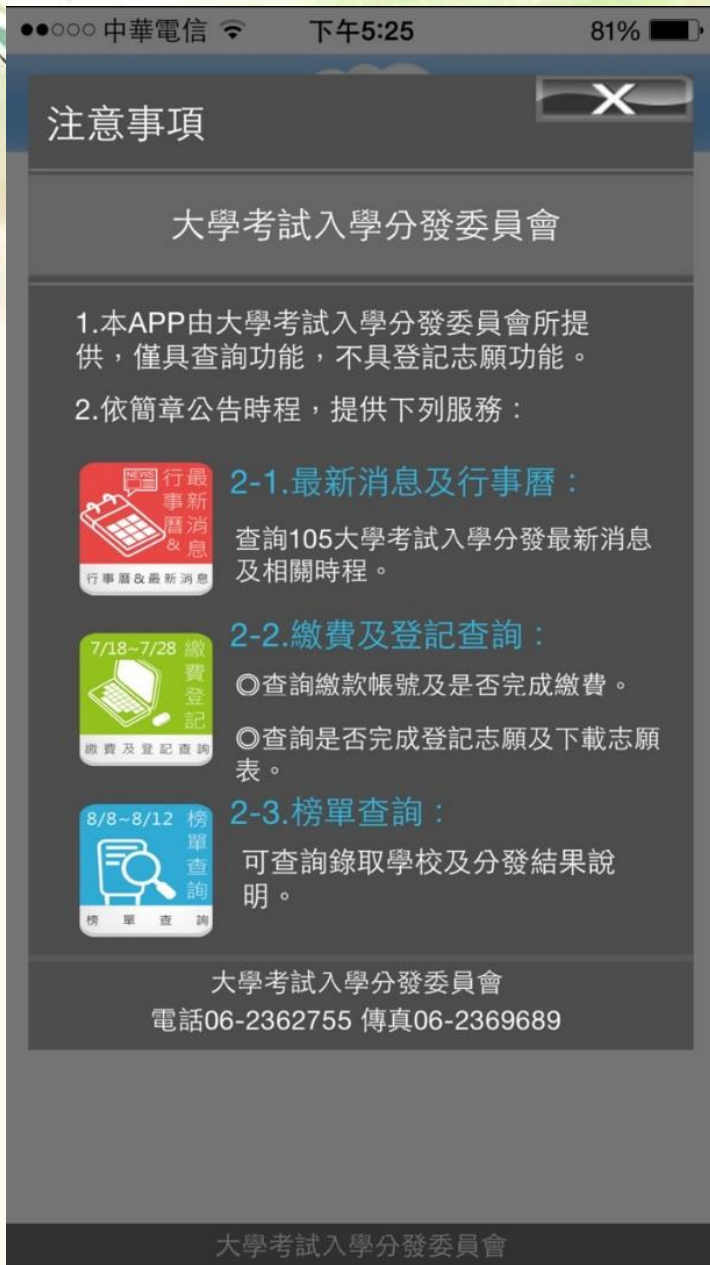 中華電信 下午5:25 81%
注意事項
大學考試入學分發委員會
1.本APP由大學考試入學分發委員會所提
供，僅具查詢功能，不具登記志願功能。
2.依簡章公告時程，提供下列服務：
NEWS
最新消息&
行事曆
行事曆&最新消息
2-1.最新消息及行事曆：
查詢105大學考試入學分發最新消息
及相關時程。
7/18~7/28
繳費登記
繳費及登記查詢
2-2.繳費及登記查詢：
◎查詢繳款帳號及是否完成繳費。
◎查詢是否完成登記志願及下載志願
表。
8/8~8/12
榜單查詢
榜單查詢
2-3.榜單查詢：
可查詢錄取學校及分發結果說
明。
大學考試入學分發委員會
電話06-2362755 傳真06-2369689
大學考試入學分發委員會